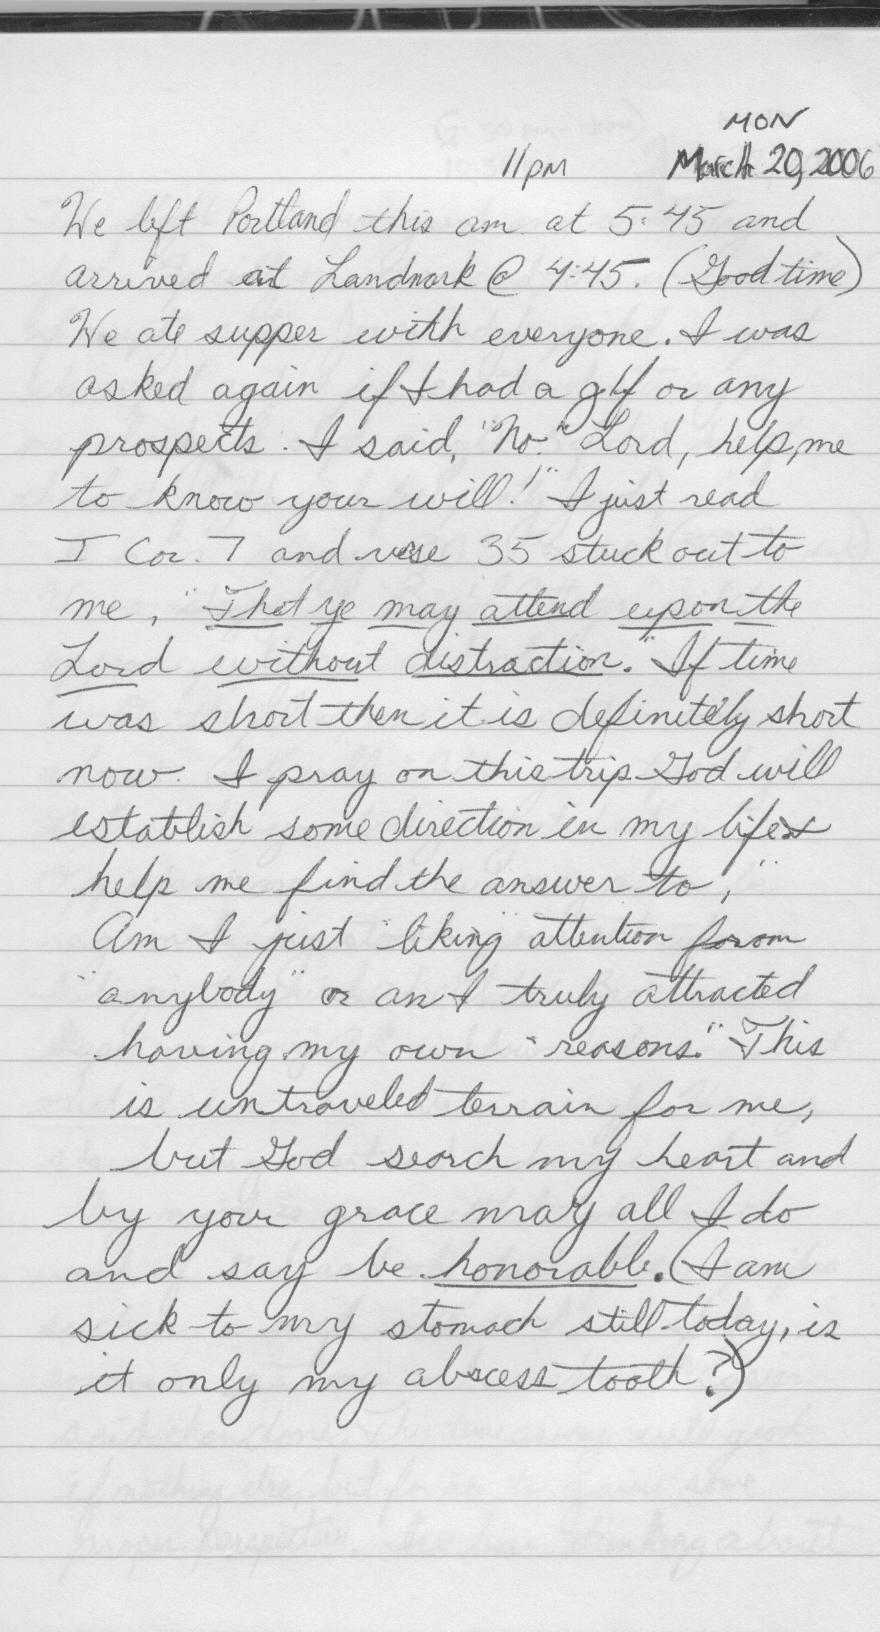 MON
11pm March 20, 2006
We left Portland this am at 5:45 and
arrived at Landmark @ 4:45. (Good time)
We ate supper with everyone. I was
asked again if I had a glf or any
prospects. I said, "No." Lord, help me
to know your will!" I just read
I Cor. 7 and verse 35 stuck out to
me, "That ye may attend upon the
Lord without distraction." If time
was short then it is definitely short
now. I pray on this trip God will
establish some direction in my life &
help me find the answer to, "
Am I just "liking" attention from
"anybody" or am I truly attracted
having my own "reasons." This
is untraveled terrain for me,
but God search my heart and
by your grace may all I do
and say be honorable. (I am
sick to my stomach still today, is
it only my abscess tooth?)